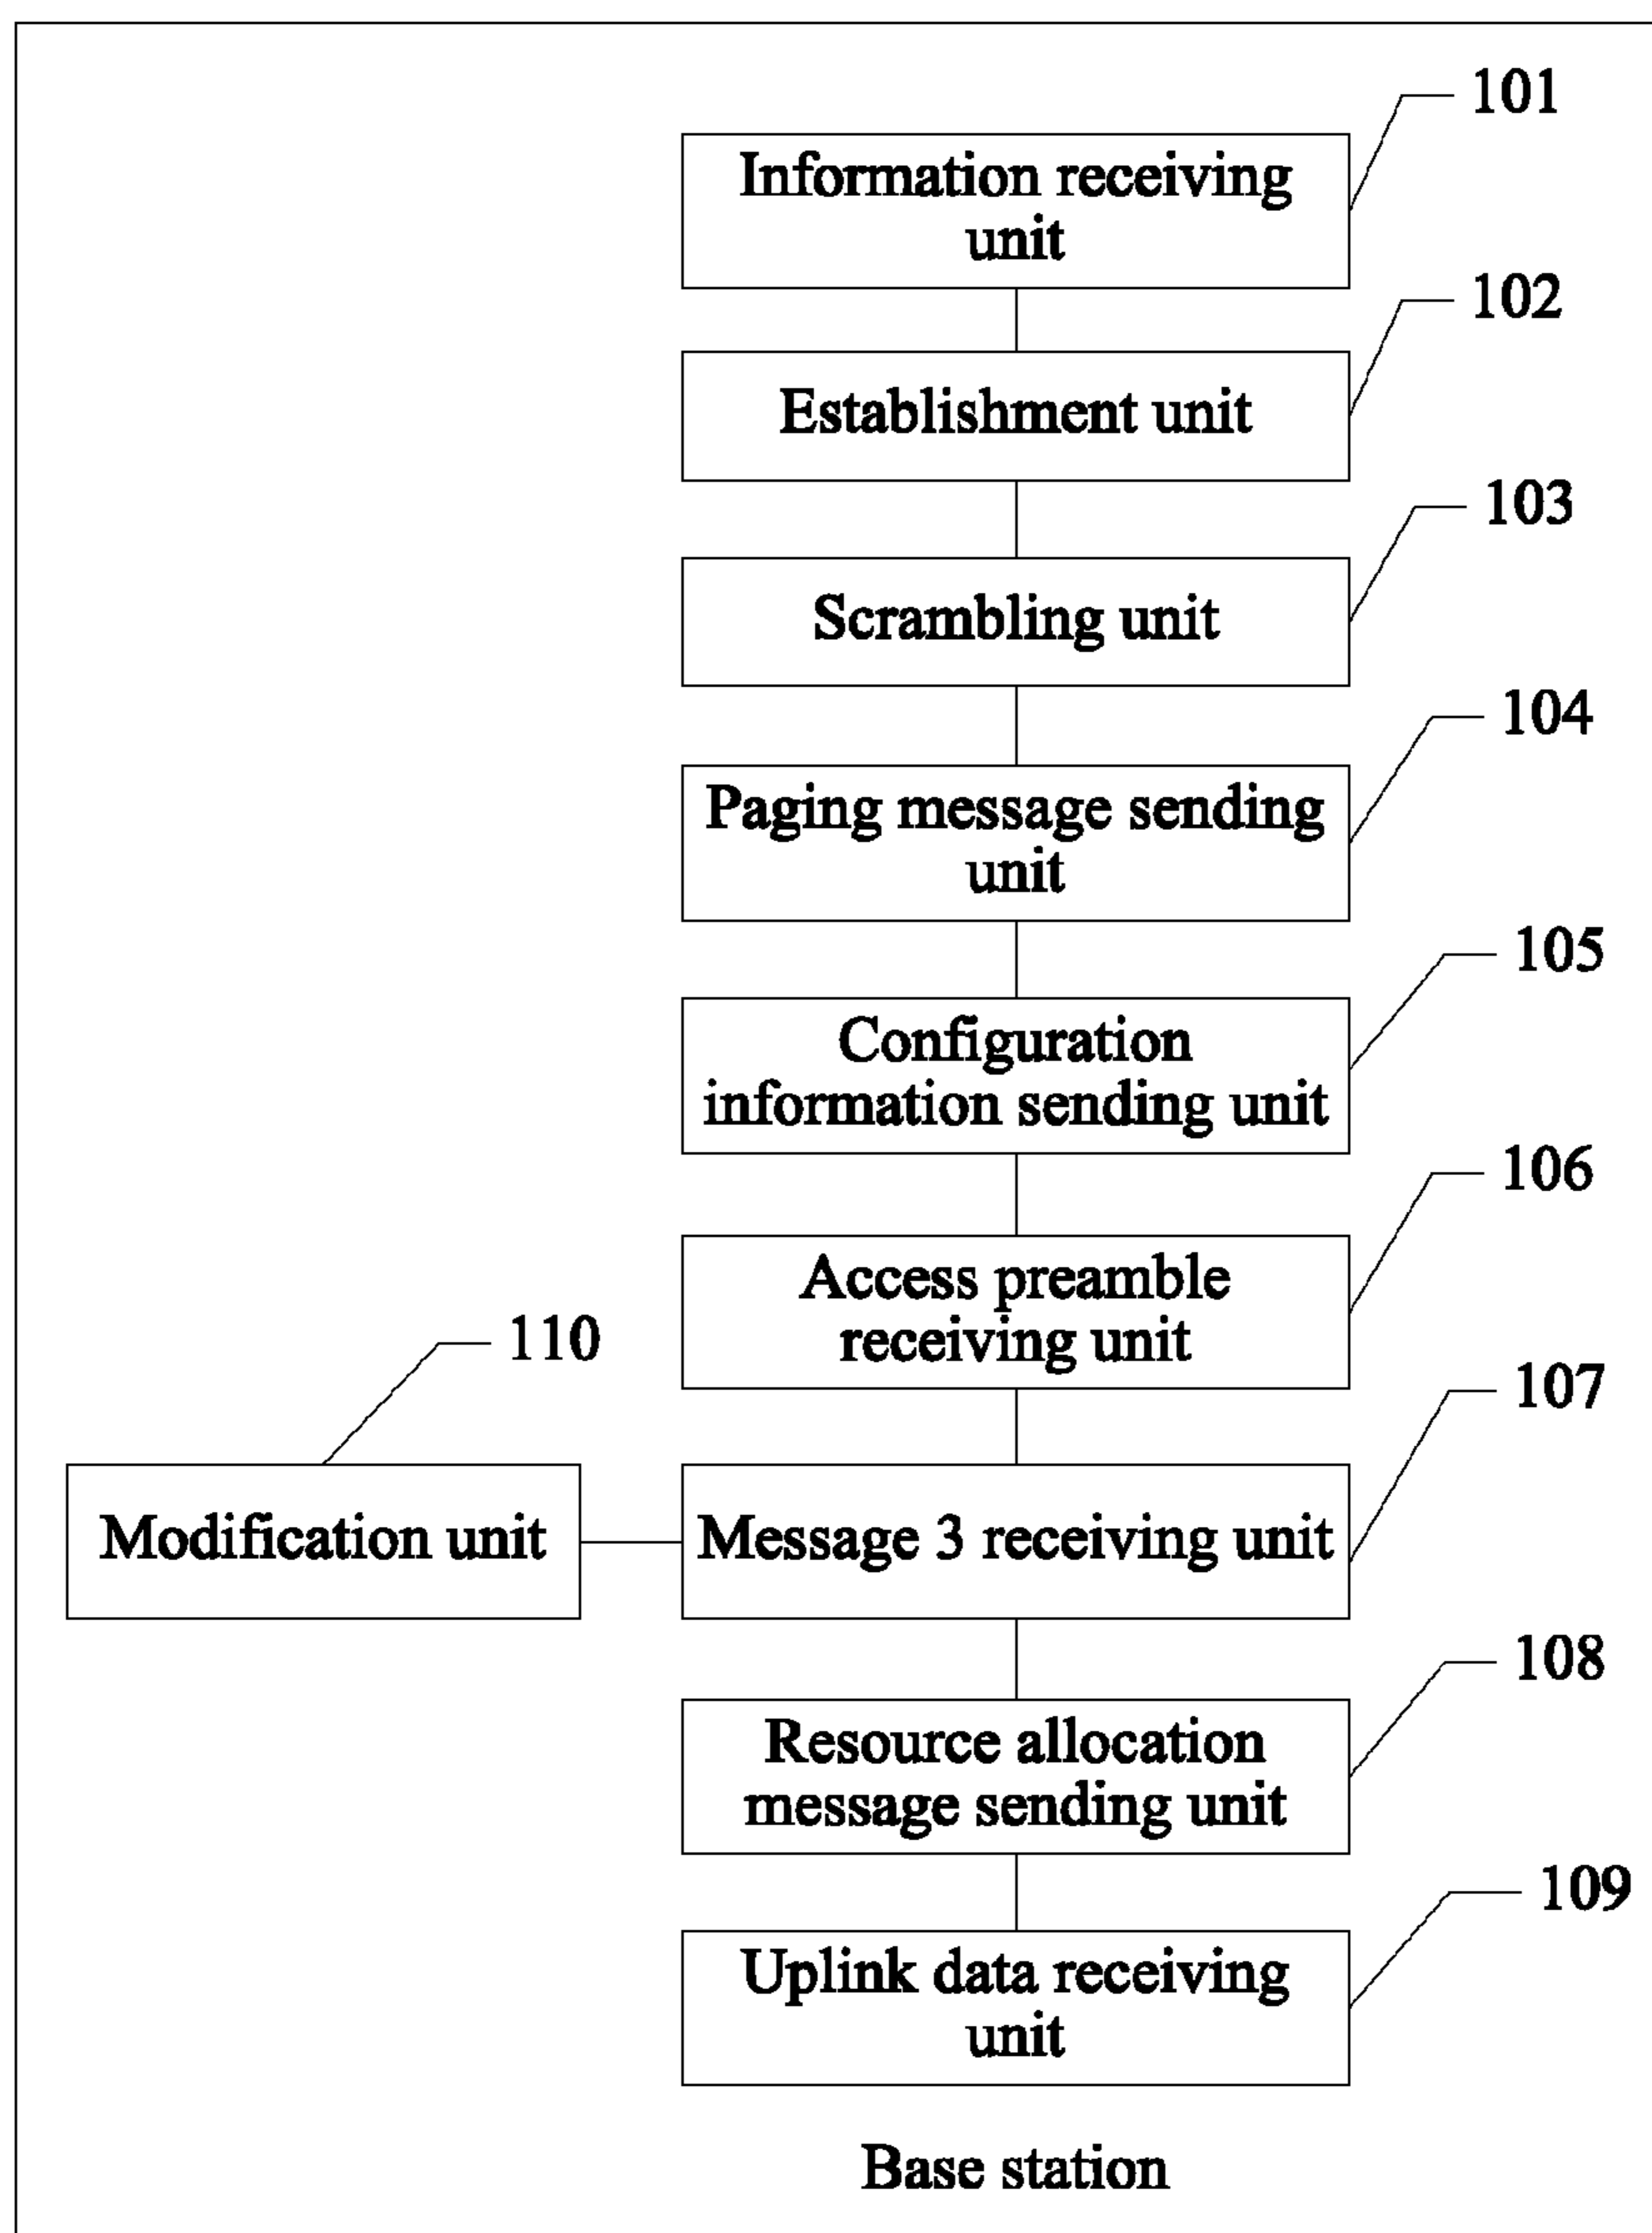 101
Information receiving
unit
102
Establishment unit
103
Scrambling unit
104
Paging message sending
unit
105
Configuration
information sending unit
106
Access preamble
receiving unit
110
107
Modification unit
Message 3 receiving unit
108
Resource allocation
message sending unit
109
Uplink data receiving
unit
Base station